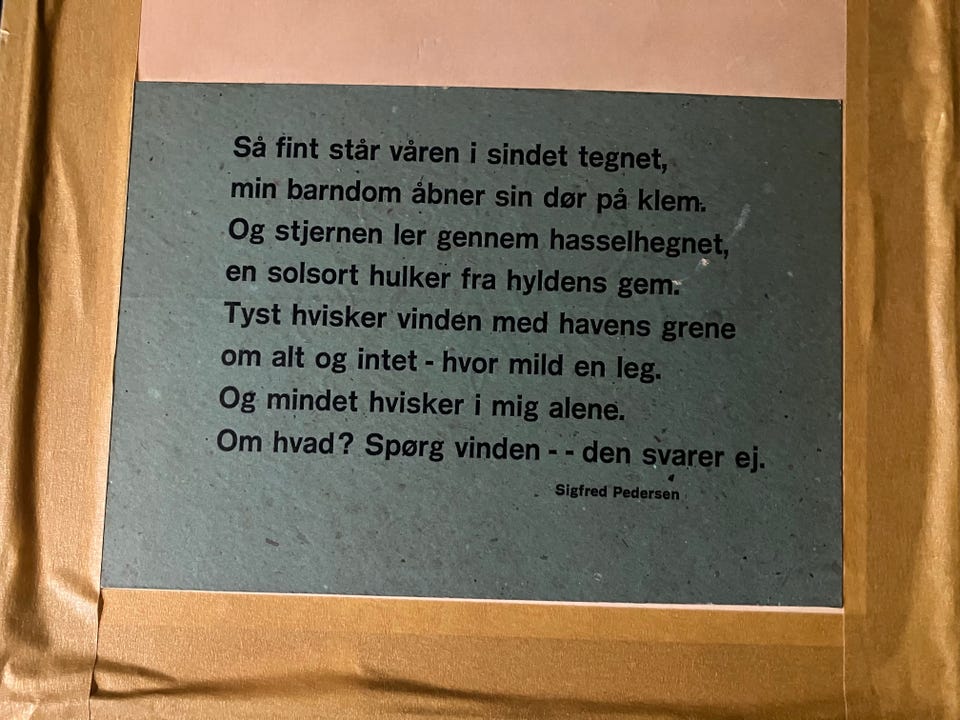 Så fint står våren i sindet tegnet,
min barndom åbner sin dør på klem.
Og stjernen ler gennem hasselhegnet,
en solsort hulker fra hyldens gem.
Tyst hvisker vinden med havens grene
om alt og intet - hvor mild en leg.
Og mindet hvisker i mig alene.
Om hvad? Spørg vinden - - den svarer ej.
Sigfred Pedersen